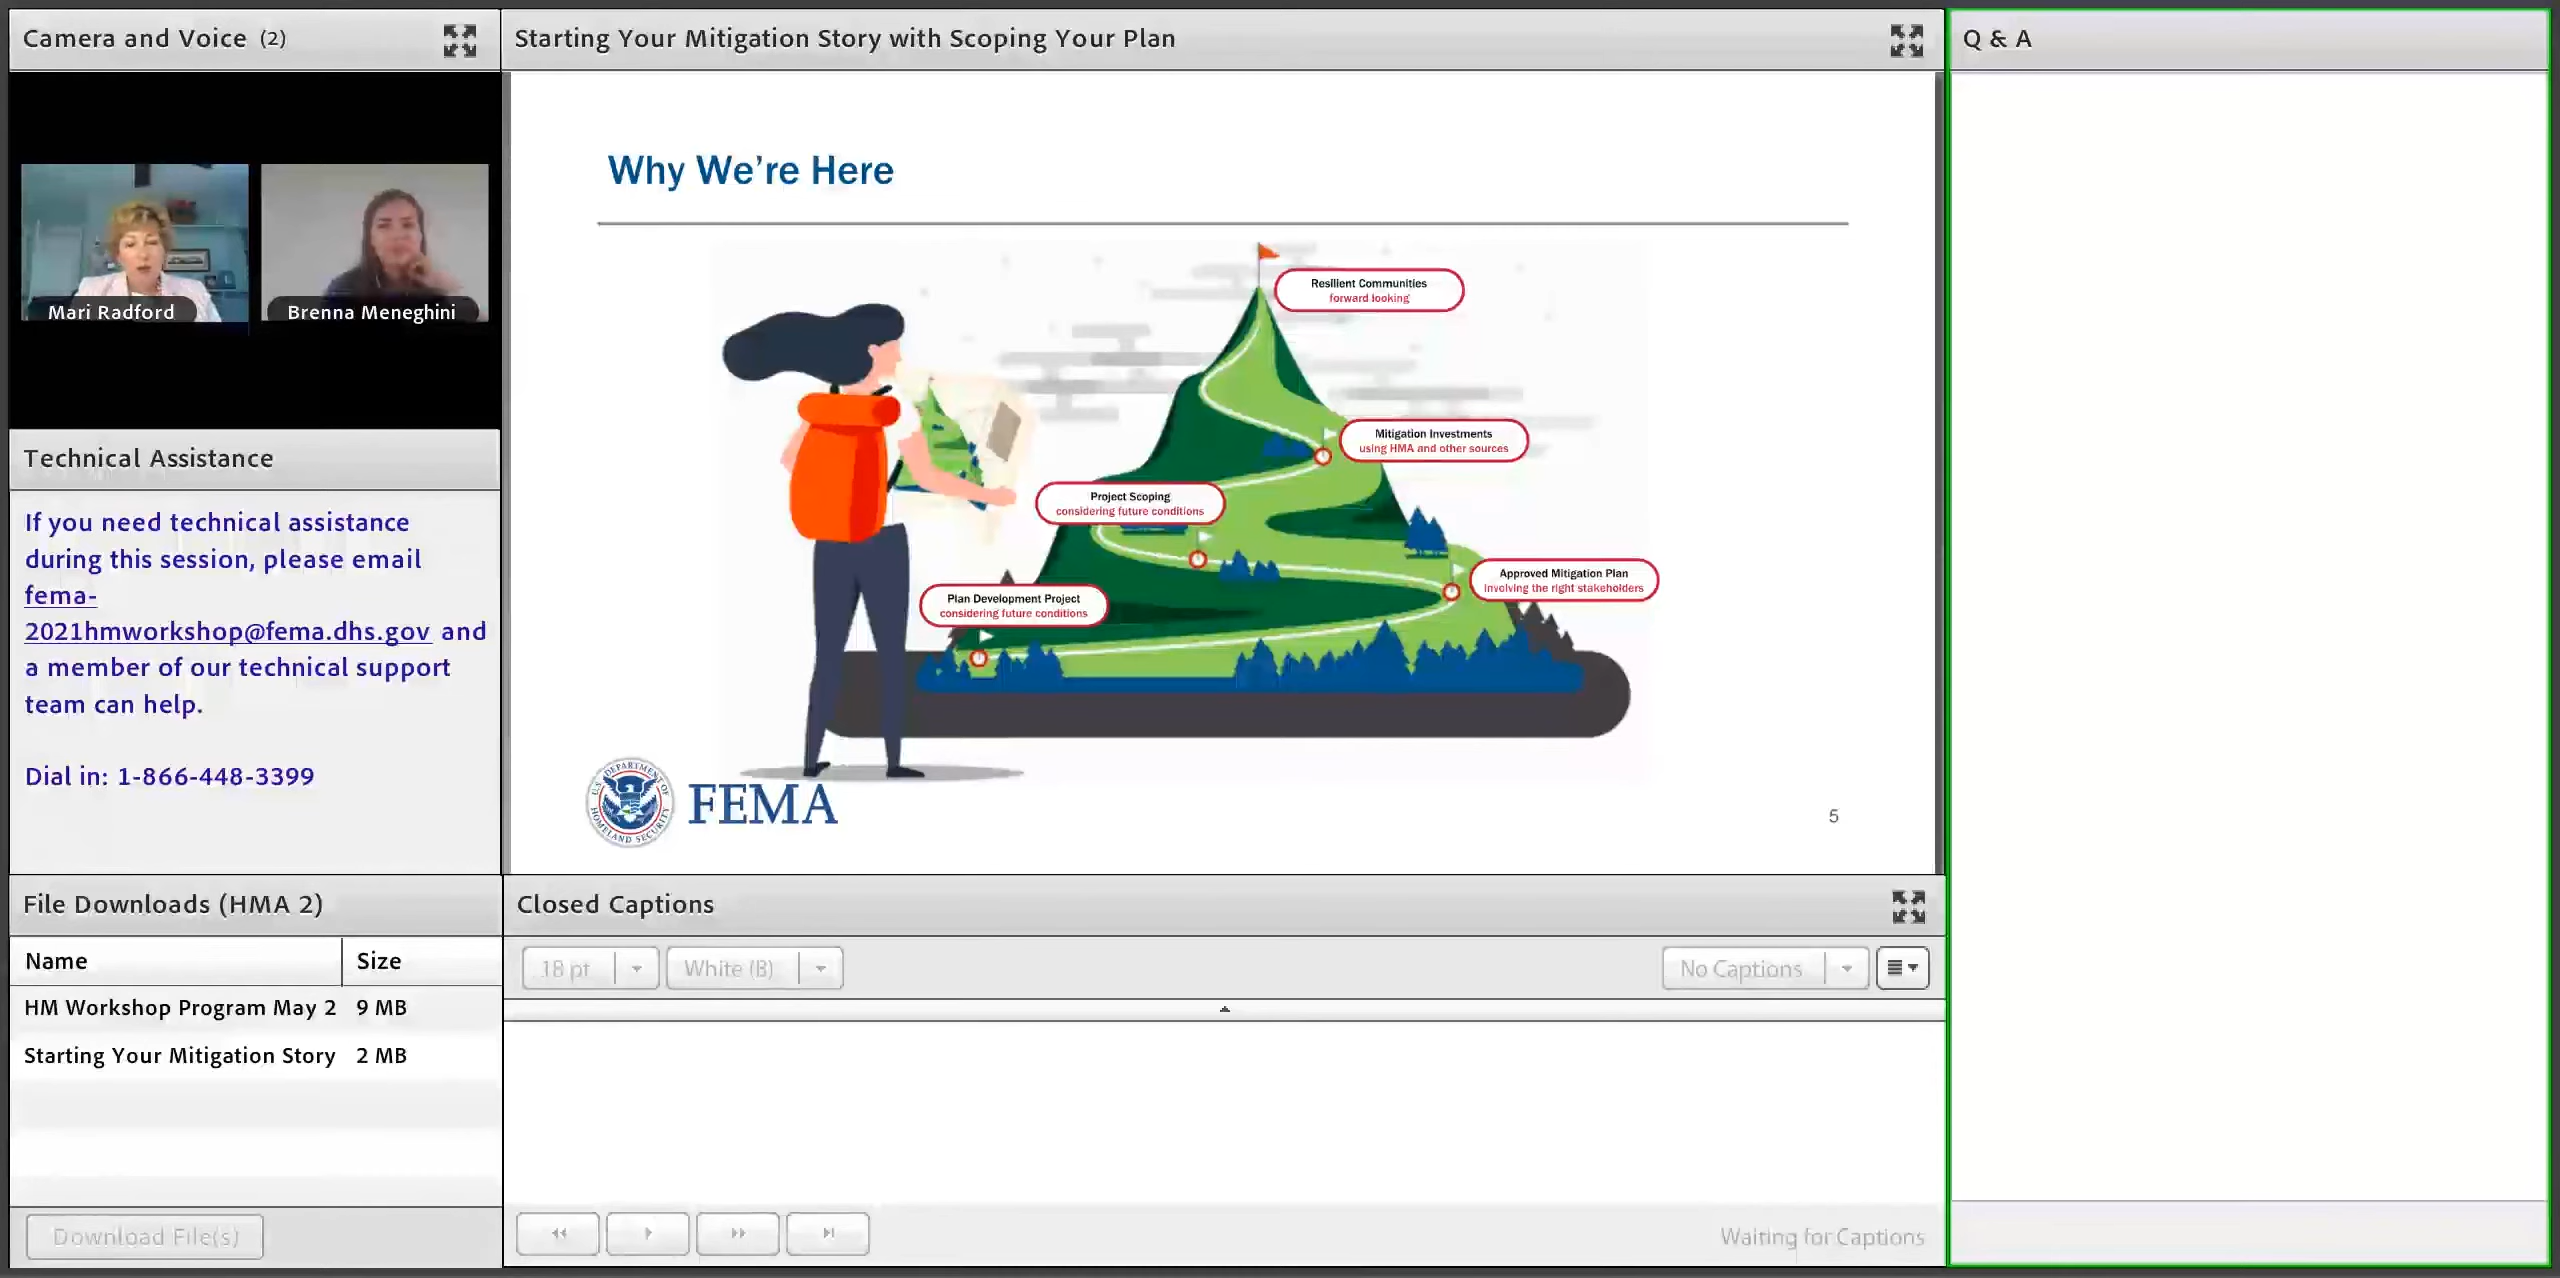 Camera and Voice (2)
Mari Radford
Brenna Meneghini
Technical Assistance
If you need technical assistance
during this session, please email
fema-
2021hmworkshop@fema.dhs.gov and
a member of our technical support
team can help.
Dial in: 1-866-448-3399
File Downloads (HMA 2)
Name Size
HM Workshop Program May 2 9 MB
Starting Your Mitigation Story 2 MB
Download File(s)
Starting Your Mitigation Story with Scoping Your Plan
Why We're Here
Resilient Communities
forward looking
Mitigation Investments
using HMA and other sources
Project Scoping
considering future conditions
Approved Mitigation Plan
involving the right stakeholders
Plan Development Project
considering future conditions
U.S. DEPARTMENT OF
HOMELAND SECURITY
FEMA
5
Closed Captions
18 pt
White (B)
No Captions
Waiting for Captions
Q & A